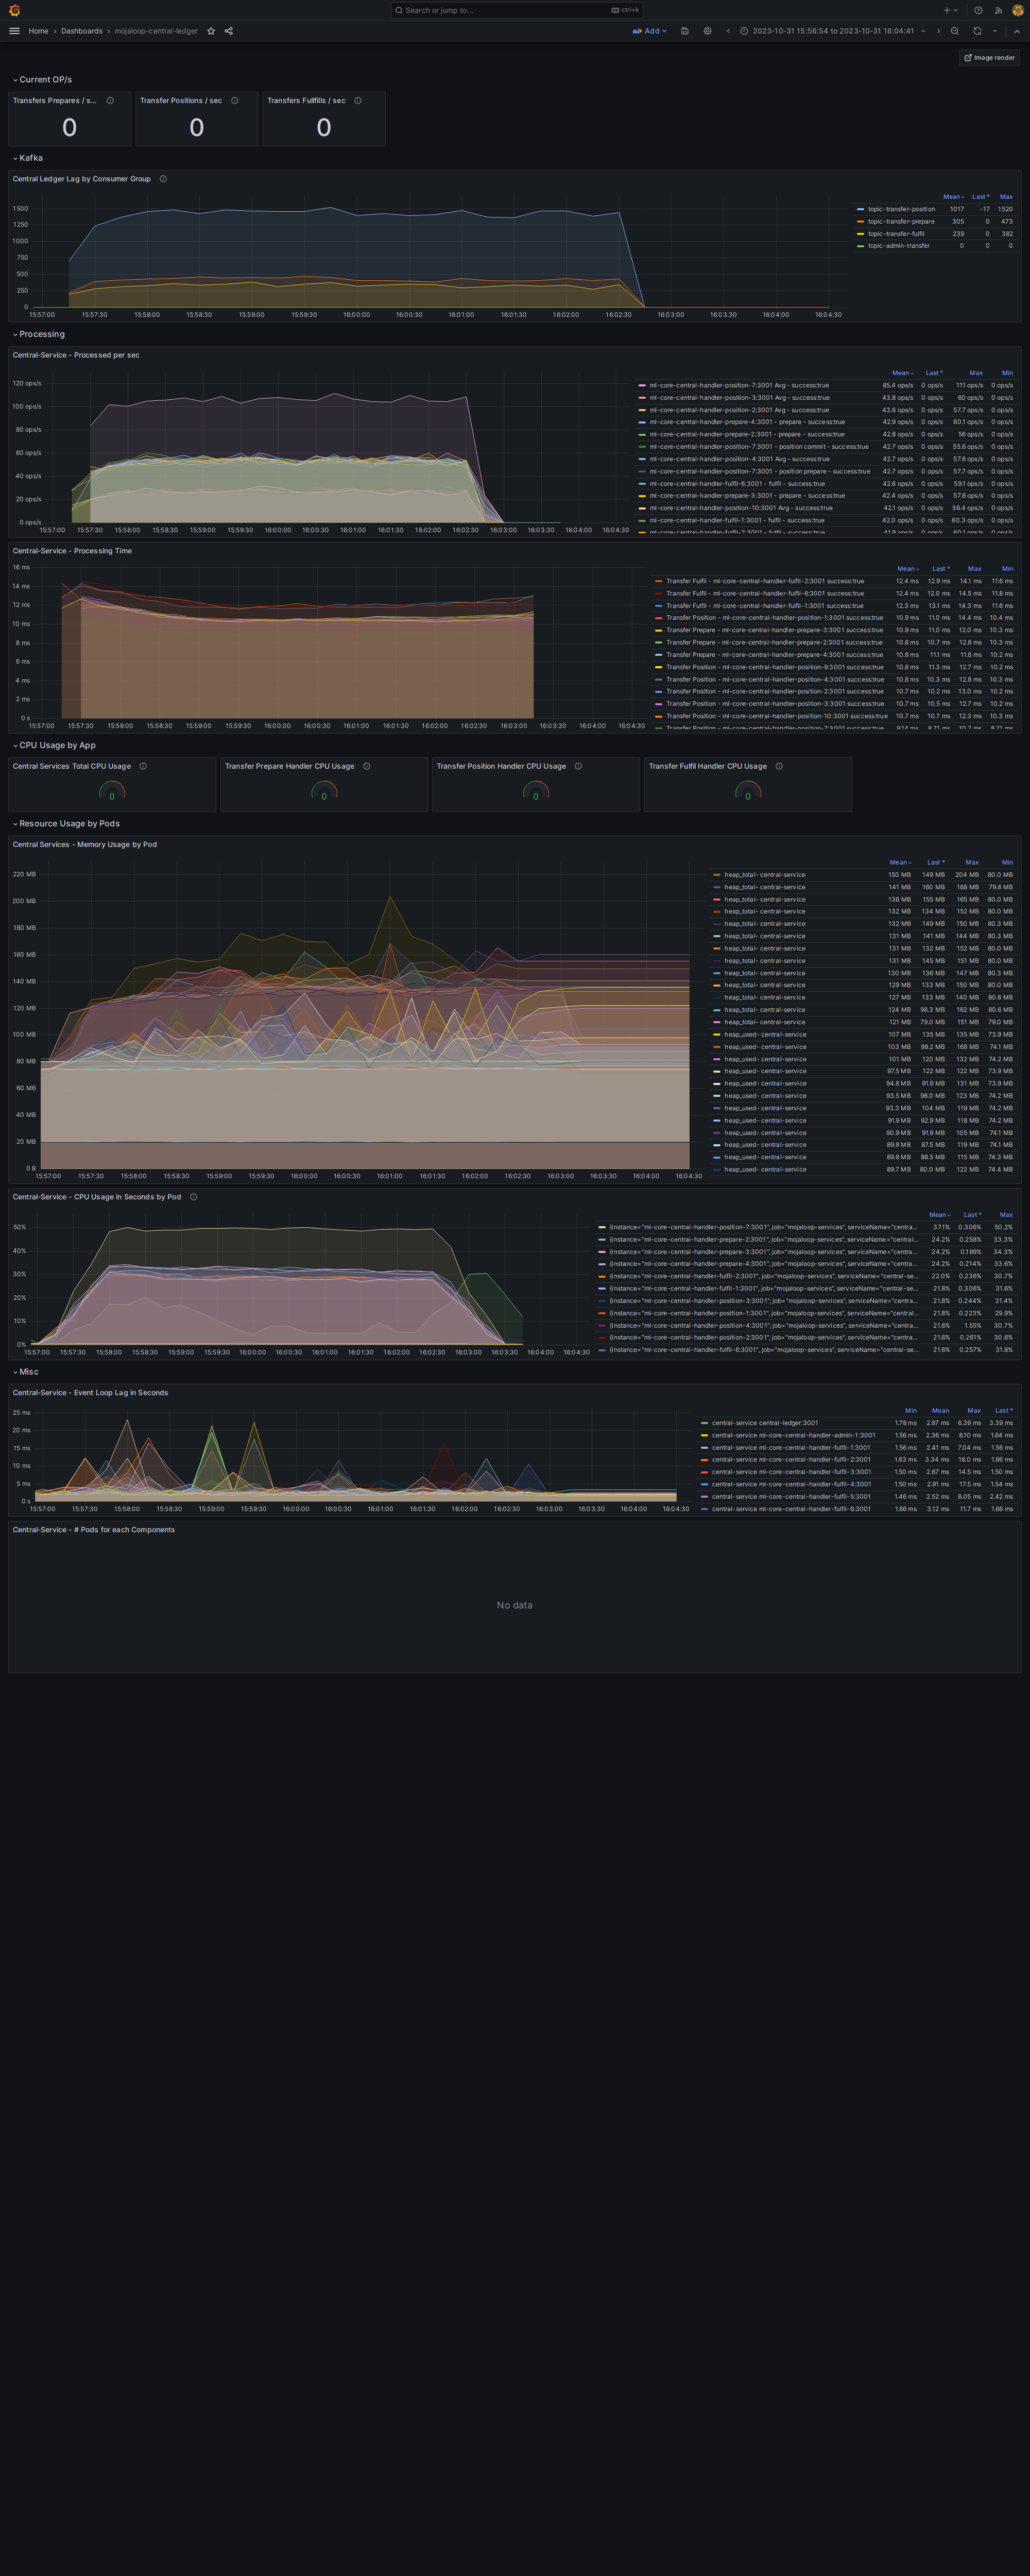 Search or jump to...
ctrl+k
Home › Dashboards › mojaloop-central-ledger
Add
2023-10-31 15:56:54 to 2023-10-31 16:04:41
Image render
Current OP/s
Transfers Prepares / s...
Transfer Positions / sec
Transfers Fullfills / sec
0
0
0
Kafka
Central Ledger Lag by Consumer Group
1500
1250
1000
750
500
250
0
15:57:00 15:57:30 15:58:00 15:58:30 15:59:00 15:59:30 16:00:00 16:00:30 16:01:00 16:01:30 16:02:00 16:02:30 16:03:00 16:03:30 16:04:00 16:04:30
Mean Last * Max
topic-transfer-position 1017 -17 1520
topic-transfer-prepare 305 0 473
topic-transfer-fulfil 239 0 382
topic-admin-transfer 0 0 0
Processing
Central-Service - Processed per sec
120 ops/s
100 ops/s
80 ops/s
60 ops/s
40 ops/s
20 ops/s
0 ops/s
15:57:00 15:57:30 15:58:00 15:58:30 15:59:00 15:59:30 16:00:00 16:00:30 16:01:00 16:01:30 16:02:00 16:02:30 16:03:00 16:03:30 16:04:00 16:04:30
Mean Last * Max Min
ml-core-central-handler-position-7:3001 Avg - success:true 85.4 ops/s 0 ops/s 111 ops/s 0 ops/s
ml-core-central-handler-position-3:3001 Avg - success:true 43.8 ops/s 0 ops/s 60 ops/s 0 ops/s
ml-core-central-handler-position-2:3001 Avg - success:true 43.6 ops/s 0 ops/s 57.7 ops/s 0 ops/s
ml-core-central-handler-prepare-4:3001 - prepare - success:true 42.9 ops/s 0 ops/s 60.1 ops/s 0 ops/s
ml-core-central-handler-prepare-2:3001 - prepare - success:true 42.8 ops/s 0 ops/s 56 ops/s 0 ops/s
ml-core-central-handler-position-7:3001 - position commit - success:true 42.7 ops/s 0 ops/s 55.6 ops/s 0 ops/s
ml-core-central-handler-position-4:3001 Avg - success:true 42.7 ops/s 0 ops/s 57.6 ops/s 0 ops/s
ml-core-central-handler-position-7:3001 - position prepare - success:true 42.7 ops/s 0 ops/s 57.7 ops/s 0 ops/s
ml-core-central-handler-fulfil-6:3001 - fulfil - success:true 42.6 ops/s 0 ops/s 59.1 ops/s 0 ops/s
ml-core-central-handler-prepare-3:3001 - prepare - success:true 42.4 ops/s 0 ops/s 57.8 ops/s 0 ops/s
ml-core-central-handler-position-10:3001 Avg - success:true 42.1 ops/s 0 ops/s 56.4 ops/s 0 ops/s
ml-core-central-handler-fulfil-1:3001 - fulfil - success:true 42.0 ops/s 0 ops/s 60.3 ops/s 0 ops/s
Central-Service - Processing Time
16 ms
14 ms
12 ms
10 ms
8 ms
6 ms
4 ms
2 ms
0 s
15:57:00 15:57:30 15:58:00 15:58:30 15:59:00 15:59:30 16:00:00 16:00:30 16:01:00 16:01:30 16:02:00 16:02:30 16:03:00 16:03:30 16:04:00 16:04:30
Mean Last * Max Min
Transfer Fulfil - ml-core-central-handler-fulfil-2:3001 success:true 12.4 ms 12.9 ms 14.1 ms 11.6 ms
Transfer Fulfil - ml-core-central-handler-fulfil-6:3001 success:true 12.4 ms 12.0 ms 14.5 ms 11.8 ms
Transfer Fulfil - ml-core-central-handler-fulfil-1:3001 success:true 12.3 ms 13.1 ms 14.3 ms 11.6 ms
Transfer Position - ml-core-central-handler-position-1:3001 success:true 10.9 ms 11.0 ms 14.4 ms 10.4 ms
Transfer Prepare - ml-core-central-handler-prepare-3:3001 success:true 10.9 ms 11.0 ms 12.0 ms 10.3 ms
Transfer Prepare - ml-core-central-handler-prepare-2:3001 success:true 10.8 ms 10.7 ms 12.8 ms 10.3 ms
Transfer Prepare - ml-core-central-handler-prepare-4:3001 success:true 10.8 ms 11.1 ms 11.8 ms 10.2 ms
Transfer Position - ml-core-central-handler-position-9:3001 success:true 10.8 ms 11.3 ms 12.7 ms 10.2 ms
Transfer Position - ml-core-central-handler-position-4:3001 success:true 10.8 ms 10.3 ms 12.8 ms 10.3 ms
Transfer Position - ml-core-central-handler-position-2:3001 success:true 10.7 ms 10.2 ms 13.0 ms 10.2 ms
Transfer Position - ml-core-central-handler-position-3:3001 success:true 10.7 ms 10.5 ms 12.7 ms 10.2 ms
Transfer Position - ml-core-central-handler-position-10:3001 success:true 10.7 ms 10.7 ms 12.3 ms 10.3 ms
CPU Usage by App
Central Services Total CPU Usage
Transfer Prepare Handler CPU Usage
Transfer Position Handler CPU Usage
Transfer Fulfil Handler CPU Usage
0
0
0
0
Resource Usage by Pods
Central Services - Memory Usage by Pod
220 MB
200 MB
180 MB
160 MB
140 MB
120 MB
100 MB
80 MB
60 MB
40 MB
20 MB
0 B
15:57:00 15:57:30 15:58:00 15:58:30 15:59:00 15:59:30 16:00:00 16:00:30 16:01:00 16:01:30 16:02:00 16:02:30 16:03:00 16:03:30 16:04:00 16:04:30
Mean Last * Max Min
heap_total- central-service 150 MB 149 MB 204 MB 80.0 MB
heap_total- central-service 141 MB 160 MB 168 MB 79.8 MB
heap_total- central-service 138 MB 155 MB 165 MB 80.0 MB
heap_total- central-service 132 MB 134 MB 152 MB 80.0 MB
heap_total- central-service 132 MB 149 MB 150 MB 80.3 MB
heap_total- central-service 131 MB 141 MB 144 MB 80.3 MB
heap_total- central-service 131 MB 132 MB 152 MB 80.0 MB
heap_total- central-service 131 MB 145 MB 151 MB 80.0 MB
heap_total- central-service 130 MB 136 MB 147 MB 80.3 MB
heap_total- central-service 129 MB 133 MB 150 MB 80.0 MB
heap_total- central-service 127 MB 133 MB 140 MB 80.6 MB
heap_total- central-service 124 MB 98.3 MB 162 MB 80.6 MB
heap_total- central-service 121 MB 79.0 MB 151 MB 79.0 MB
heap_used- central-service 107 MB 135 MB 135 MB 73.9 MB
heap_used- central-service 103 MB 99.2 MB 168 MB 74.1 MB
heap_used- central-service 101 MB 120 MB 132 MB 74.2 MB
heap_used- central-service 97.5 MB 122 MB 122 MB 73.9 MB
heap_used- central-service 94.8 MB 91.9 MB 131 MB 73.9 MB
heap_used- central-service 93.5 MB 98.0 MB 123 MB 74.2 MB
heap_used- central-service 93.3 MB 104 MB 119 MB 74.2 MB
heap_used- central-service 91.9 MB 92.9 MB 118 MB 74.2 MB
heap_used- central-service 90.9 MB 91.9 MB 105 MB 74.1 MB
heap_used- central-service 89.8 MB 87.5 MB 119 MB 74.1 MB
heap_used- central-service 89.8 MB 88.5 MB 115 MB 74.3 MB
heap_used- central-service 89.7 MB 80.0 MB 122 MB 74.4 MB
Central-Service - CPU Usage in Seconds by Pod
50%
40%
30%
20%
10%
0%
15:57:00 15:57:30 15:58:00 15:58:30 15:59:00 15:59:30 16:00:00 16:00:30 16:01:00 16:01:30 16:02:00 16:02:30 16:03:00 16:03:30 16:04:00 16:04:30
Mean Last * Max
{instance="ml-core-central-handler-position-7:3001", job="mojaloop-services", serviceName="centra... 37.1% 0.306% 50.2%
{instance="ml-core-central-handler-prepare-2:3001", job="mojaloop-services", serviceName="central... 24.2% 0.258% 33.3%
{instance="ml-core-central-handler-prepare-3:3001", job="mojaloop-services", serviceName="centra... 24.2% 0.199% 34.3%
{instance="ml-core-central-handler-prepare-4:3001", job="mojaloop-services", serviceName="centra... 24.2% 0.214% 33.6%
{instance="ml-core-central-handler-fulfil-2:3001", job="mojaloop-services", serviceName="central-se... 22.0% 0.236% 30.7%
{instance="ml-core-central-handler-fulfil-1:3001", job="mojaloop-services", serviceName="central-se... 21.8% 0.306% 31.6%
{instance="ml-core-central-handler-position-3:3001", job="mojaloop-services", serviceName="centra... 21.8% 0.244% 31.4%
{instance="ml-core-central-handler-position-1:3001", job="mojaloop-services", serviceName="central... 21.8% 0.223% 29.9%
{instance="ml-core-central-handler-position-4:3001", job="mojaloop-services", serviceName="centra... 21.6% 1.55% 30.7%
{instance="ml-core-central-handler-position-2:3001", job="mojaloop-services", serviceName="centra... 21.6% 0.261% 30.6%
{instance="ml-core-central-handler-fulfil-6:3001", job="mojaloop-services", serviceName="central-se... 21.6% 0.257% 31.8%
Misc
Central-Service - Event Loop Lag in Seconds
25 ms
20 ms
15 ms
10 ms
5 ms
0 s
15:57:00 15:57:30 15:58:00 15:58:30 15:59:00 15:59:30 16:00:00 16:00:30 16:01:00 16:01:30 16:02:00 16:02:30 16:03:00 16:03:30 16:04:00 16:04:30
Min Mean Max Last *
central-service central-ledger:3001 1.78 ms 2.87 ms 6.39 ms 3.39 ms
central-service ml-core-central-handler-admin-1:3001 1.56 ms 2.36 ms 8.10 ms 1.64 ms
central-service ml-core-central-handler-fulfil-1:3001 1.56 ms 2.41 ms 7.04 ms 1.56 ms
central-service ml-core-central-handler-fulfil-2:3001 1.63 ms 3.34 ms 18.0 ms 1.66 ms
central-service ml-core-central-handler-fulfil-3:3001 1.50 ms 2.67 ms 14.5 ms 1.50 ms
central-service ml-core-central-handler-fulfil-4:3001 1.50 ms 2.91 ms 17.5 ms 1.54 ms
central-service ml-core-central-handler-fulfil-5:3001 1.46 ms 2.52 ms 8.05 ms 2.42 ms
central-service ml-core-central-handler-fulfil-6:3001 1.66 ms 3.12 ms 11.7 ms 1.66 ms
Central-Service - # Pods for each Components
No data